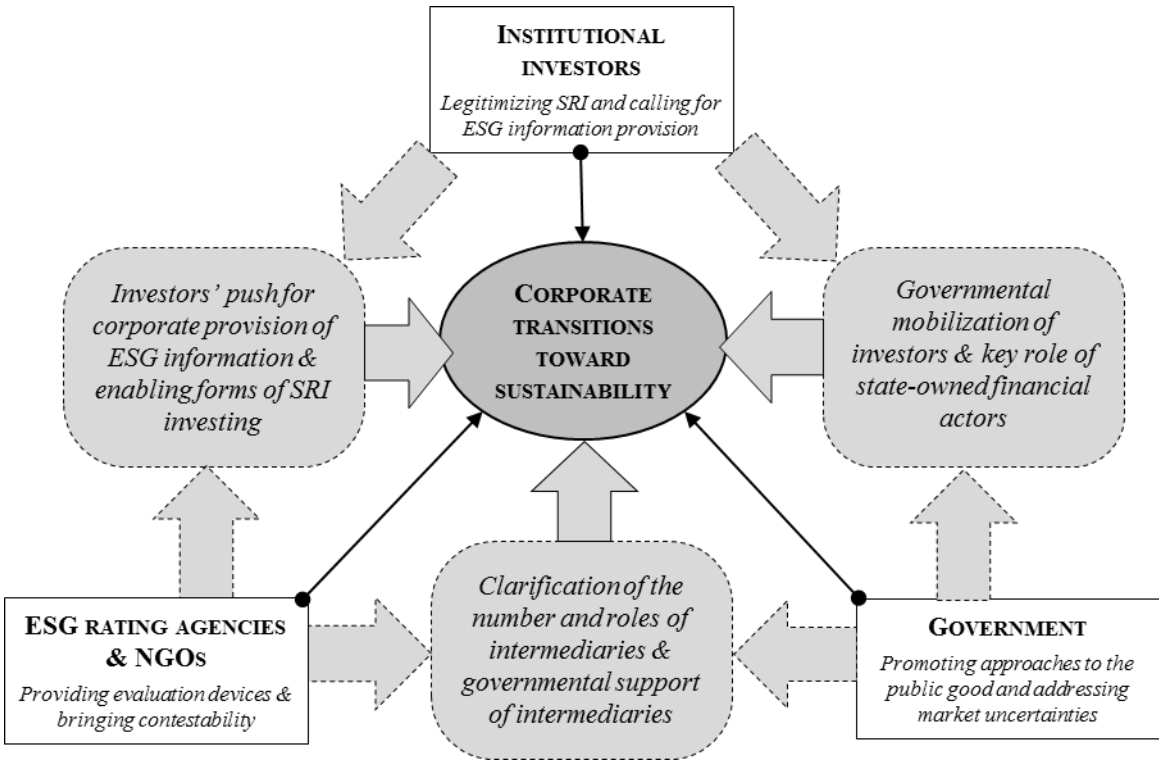 INSTITUTIONAL
INVESTORS
Legitimizing SRI and calling for
ESG information provision
Investors’ push for
corporate provision of
ESG information &
enabling forms of SRI
investing
CORPORATE
TRANSITIONS
TOWARD
SUSTAINABILITY
Governmental
mobilization of
investors & key role of
state-owned financial
actors
ESG RATING AGENCIES
& NGOS
Providing evaluation devices &
bringing contestability
Clarification of the
number and roles of
intermediaries &
governmental support
of intermediaries
GOVERNMENT
Promoting approaches to the
public good and addressing
market uncertainties